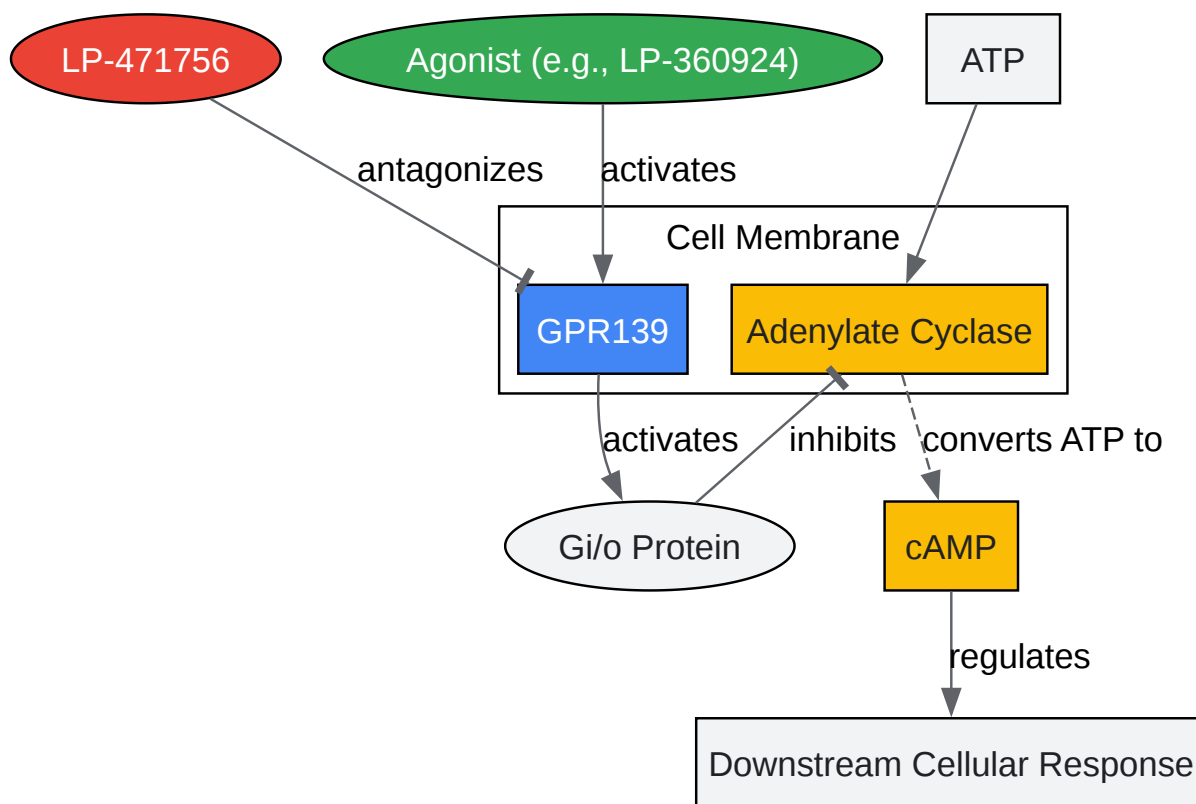 LP-471756
Agonist (e.g., LP-360924)
ATP
antagonizes
activates
Cell Membrane
GPR139
Adenylate Cyclase
activates
inhibits
converts ATP to
Gi/o Protein
cAMP
regulates
Downstream Cellular Response